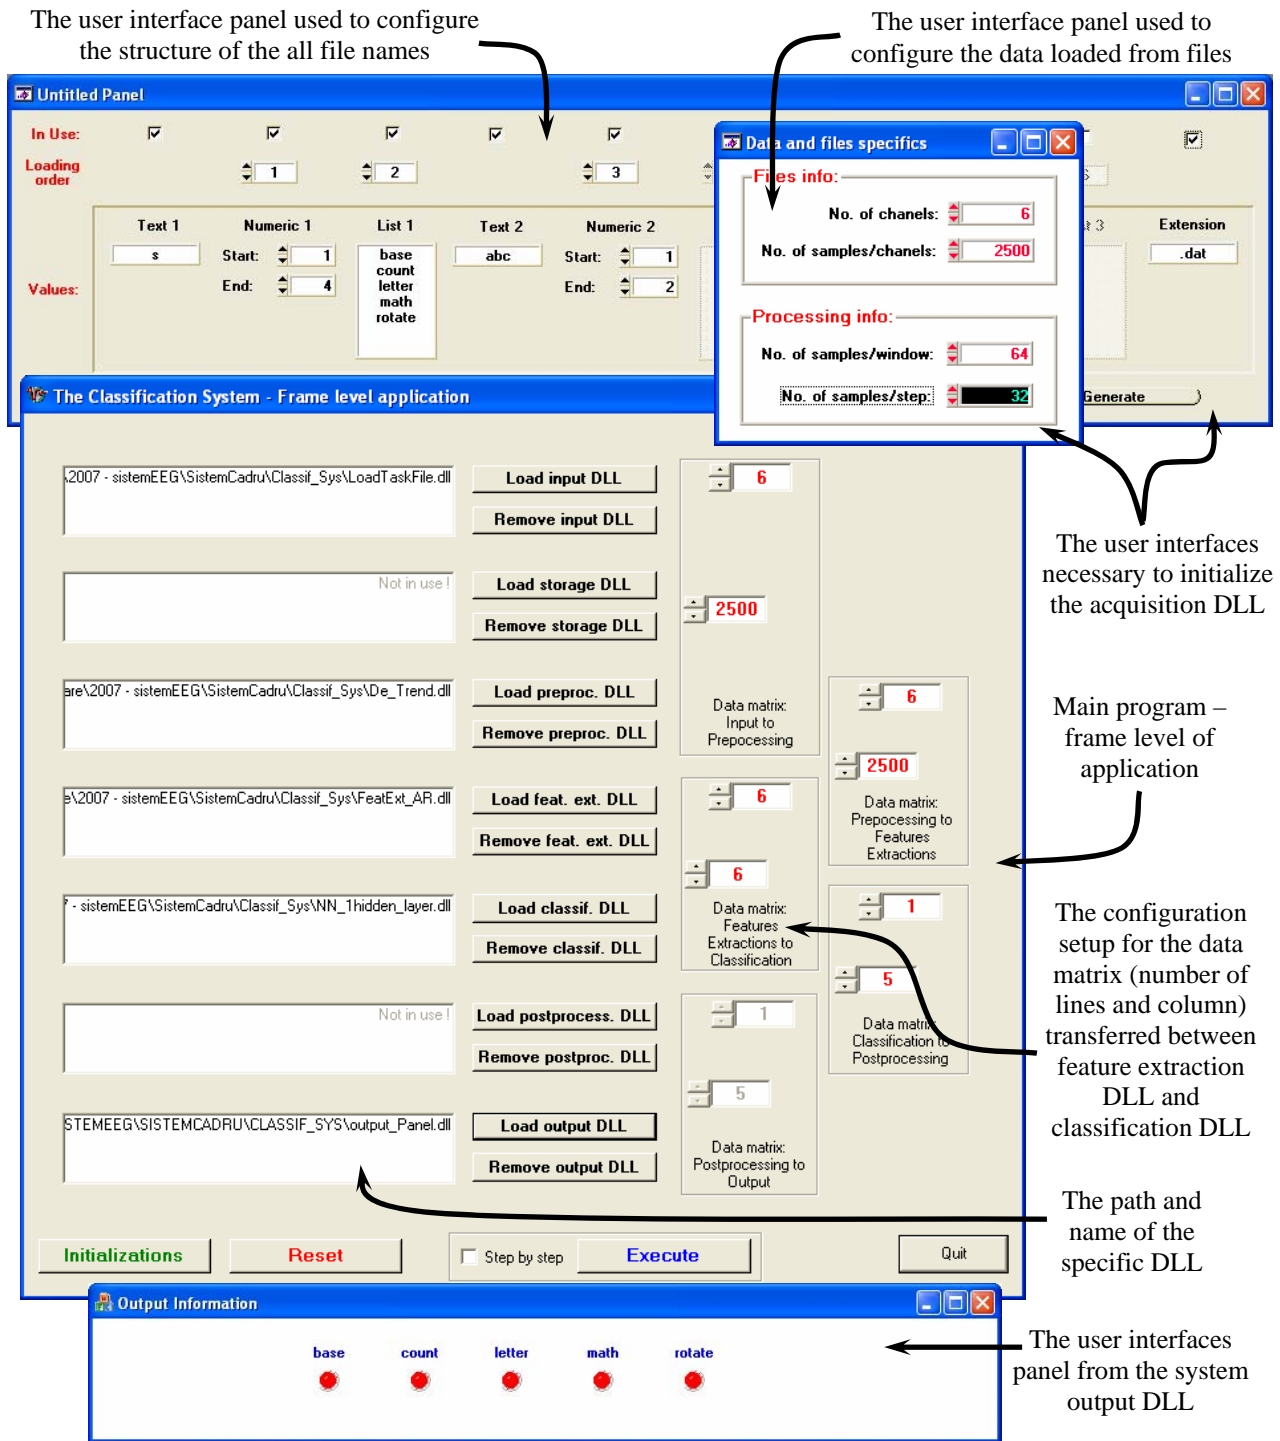 The user interface panel used to configure
the structure of the all file names
The user interface panel used to
configure the data loaded from files
Untitled Panel
In Use:
Loading
order
1
2
3
Text 1
Numeric 1
List 1
Text 2
Numeric 2
3
Extension
Values:
s
Start: 1
End: 4
base
count
letter
math
rotate
abc
Start: 1
End: 2
.dat
Generate
Data and files specifics
Files info:
No. of chanels: 6
No. of samples/chanels: 2500
Processing info:
No. of samples/window: 64
No. of samples/step: 32
The user interfaces
necessary to initialize
the acquisition DLL
The Classification System - Frame level application
\2007 - sistemEEG\SistemCadru\Classif_Sys\LoadTaskFile.dll
Load input DLL
Remove input DLL
Not in use !
Load storage DLL
Remove storage DLL
are\2007 - sistemEEG\SistemCadru\Classif_Sys\De_Trend.dll
Load preproc. DLL
Remove preproc. DLL
e\2007 - sistemEEG\SistemCadru\Classif_Sys\FeatExt_AR.dll
Load feat. ext. DLL
Remove feat. ext. DLL
7 - sistemEEG\SistemCadru\Classif_Sys\NN_1hidden_layer.dll
Load classif. DLL
Remove classif. DLL
Not in use !
Load postprocess. DLL
Remove postproc. DLL
STEMEEG\SISTEMCADRU\CLASSIF_SYS\output_Panel.dll
Load output DLL
Remove output DLL
6
2500
Data matrix:
Input to
Prepocessing
6
2500
Data matrix:
Prepocessing to
Features
Extractions
6
6
Data matrix:
Features
Extractions to
Classification
1
5
Data matrix:
Classification to
Postprocessing
1
5
Data matrix:
Postprocessing to
Output
Main program –
frame level of
application
The configuration
setup for the data
matrix (number of
lines and column)
transferred between
feature extraction
DLL and
classification DLL
The path and
name of the
specific DLL
Initializations
Reset
Step by step
Execute
Quit
Output Information
base
count
letter
math
rotate
The user interfaces
panel from the system
output DLL